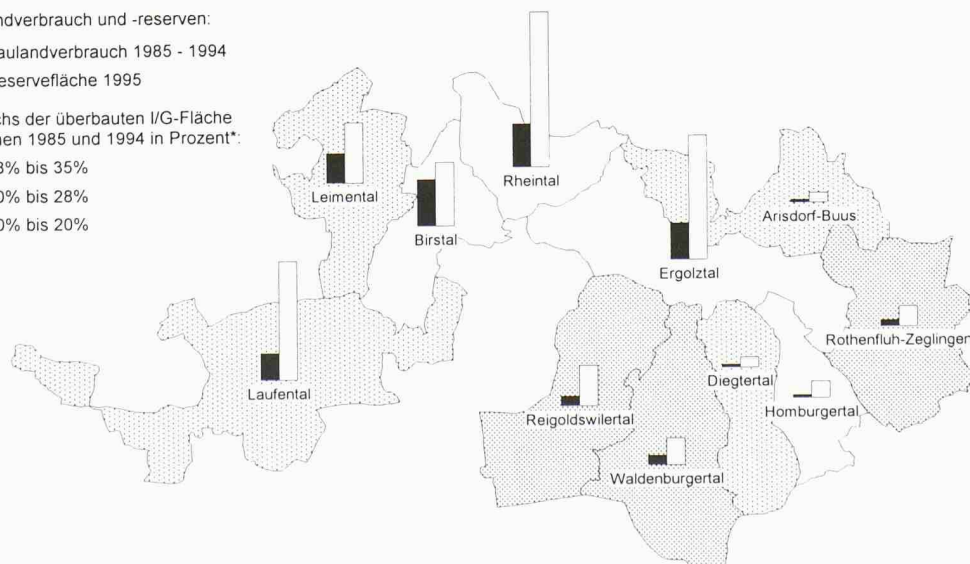 ndverbrauch und -reserven:
aulandverbrauch 1985 - 1994
eservefläche 1995
chs der überbauten I/G-Fläche
nen 1985 und 1994 in Prozent*:
8% bis 35%
0% bis 28%
0% bis 20%
Rheintal
Leimental
Birstal
Arisdorf-Buus
Ergolztal
Rothenfluh-Zeglingen
Diegtertal
Laufental
Homburgertal
Reigoldswilertal
Waldenburgertal